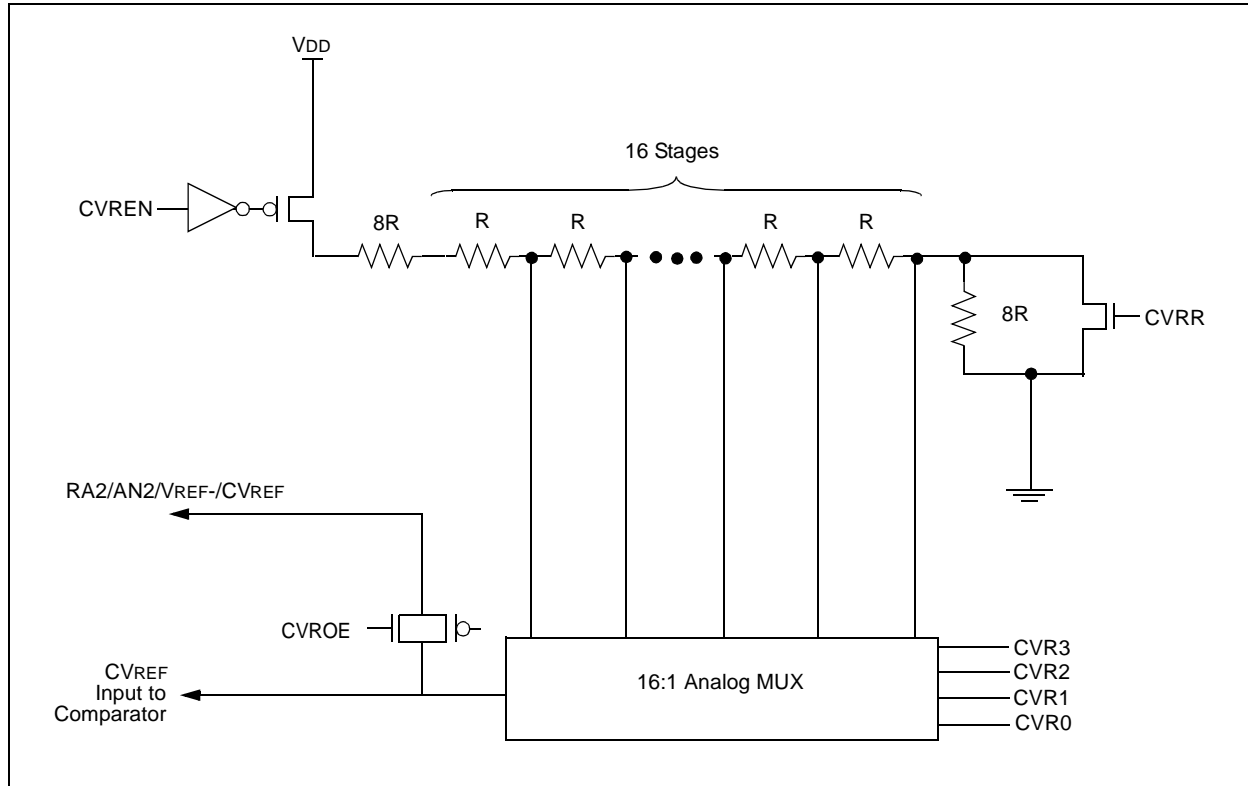 VDD
16 Stages
CVREN
8R
R
R
R
R
8R
CVRR
RA2/AN2/VREF-/CVREF
CVROE
CVREF
Input to
Comparator
16:1 Analog MUX
CVR3
CVR2
CVR1
CVR0